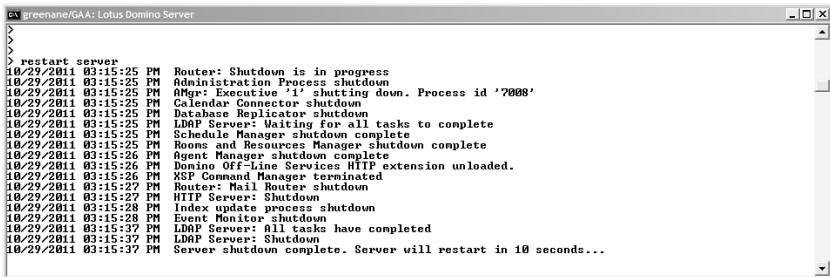 greenane/GAA: Lotus Domino Server
>
>
>
> restart server
10/29/2011 03:15:25 PM  Router: Shutdown is in progress
10/29/2011 03:15:25 PM  Administration Process shutdown
10/29/2011 03:15:25 PM  AMgr: Executive '1' shutting down. Process id '7008'
10/29/2011 03:15:25 PM  Calendar Connector shutdown
10/29/2011 03:15:25 PM  Database Replicator shutdown
10/29/2011 03:15:25 PM  LDAP Server: Waiting for all tasks to complete
10/29/2011 03:15:25 PM  Schedule Manager shutdown complete
10/29/2011 03:15:25 PM  Rooms and Resources Manager shutdown complete
10/29/2011 03:15:26 PM  Agent Manager shutdown complete
10/29/2011 03:15:26 PM  Domino Off-Line Services HTTP extension unloaded.
10/29/2011 03:15:26 PM  XSP Command Manager terminated
10/29/2011 03:15:27 PM  Router: Mail Router shutdown
10/29/2011 03:15:27 PM  HTTP Server: Shutdown
10/29/2011 03:15:28 PM  Index update process shutdown
10/29/2011 03:15:28 PM  Event Monitor shutdown
10/29/2011 03:15:37 PM  LDAP Server: All tasks have completed
10/29/2011 03:15:37 PM  LDAP Server: Shutdown
10/29/2011 03:15:37 PM  Server shutdown complete. Server will restart in 10 seconds...